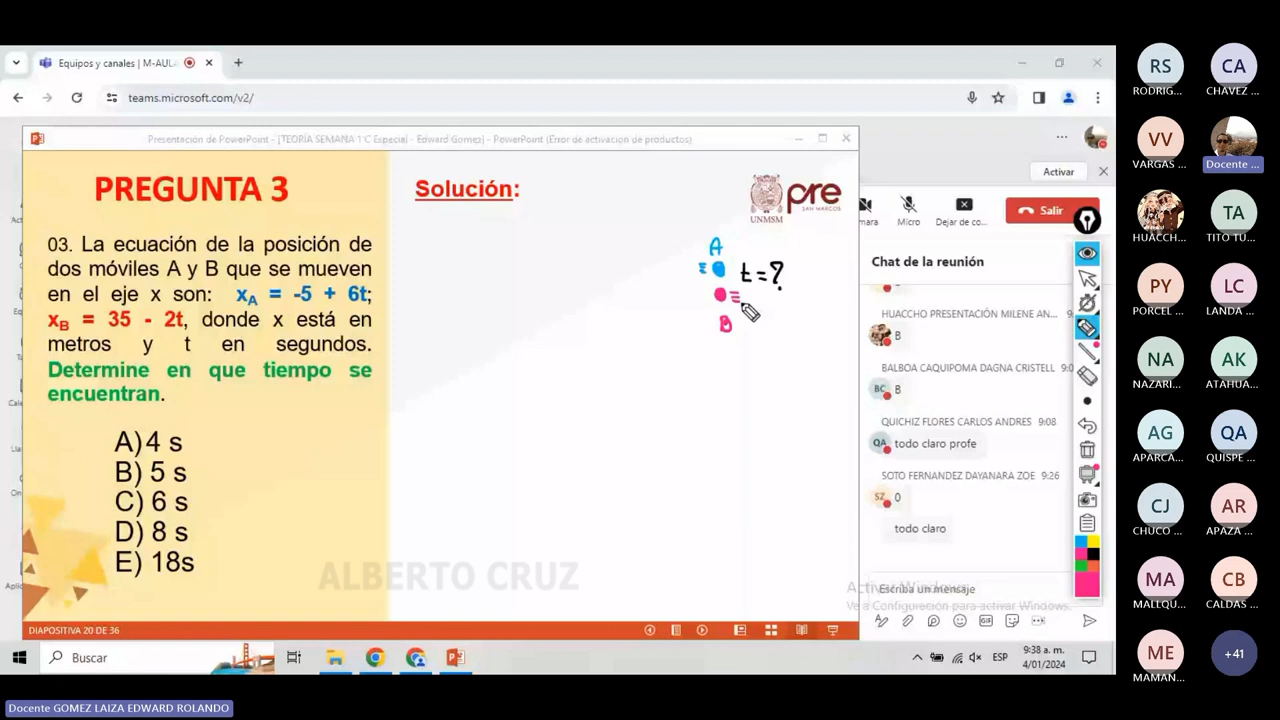 Equipos y canales | M-AULA
teams.microsoft.com/v2/
Presentación de PowerPoint - [TEORIA SEMANA 1°C Especial - Edward Gomez] - PowerPoint (Error de activación de productos)
PREGUNTA 3
03. La ecuación de la posición de
dos móviles A y B que se mueven
en el eje x son: xA = -5 + 6t;
xB = 35 - 2t, donde x está en
metros y t en segundos.
Determine en que tiempo se
encuentran.
A) 4 s
B) 5 s
C) 6 s
D) 8 s
E) 18s
Solución:
UNMSM
pre
SAN MARCOS
A
t = ?
B
ALBERTO CRUZ
DIAPOSITIVA 20 DE 36
Activar
mara
Micro
Dejar de co...
Salir
Chat de la reunión
HUACCHO PRESENTACIÓN MILENE AN...
B
BALBOA CAQUIPOMA DAGNA CRISTELL 9:0
BC
B
QUICHIZ FLORES CARLOS ANDRES 9:08
QA
todo claro profe
SOTO FERNANDEZ DAYANARA ZOE 9:26
SZ
0
todo claro
Activar Windows
Escriba un mensaje
Ve a Configuración para activar Windows.
Buscar
ESP
9:38 a. m.
4/01/2024
RS
RODRIG...
CA
CHAVEZ ...
VV
VARGAS ...
Docente ...
HUACCH...
TA
TITO TU...
PY
PORCEL ...
LC
LANDA ...
NA
NAZARI...
AK
ATAHUA...
AG
APARCA...
QA
QUISPE ...
CJ
CHUCO ...
AR
APAZA ...
MA
MALLQU...
CB
CALDAS ...
ME
MAMAN...
+41
Docente GOMEZ LAIZA EDWARD ROLANDO